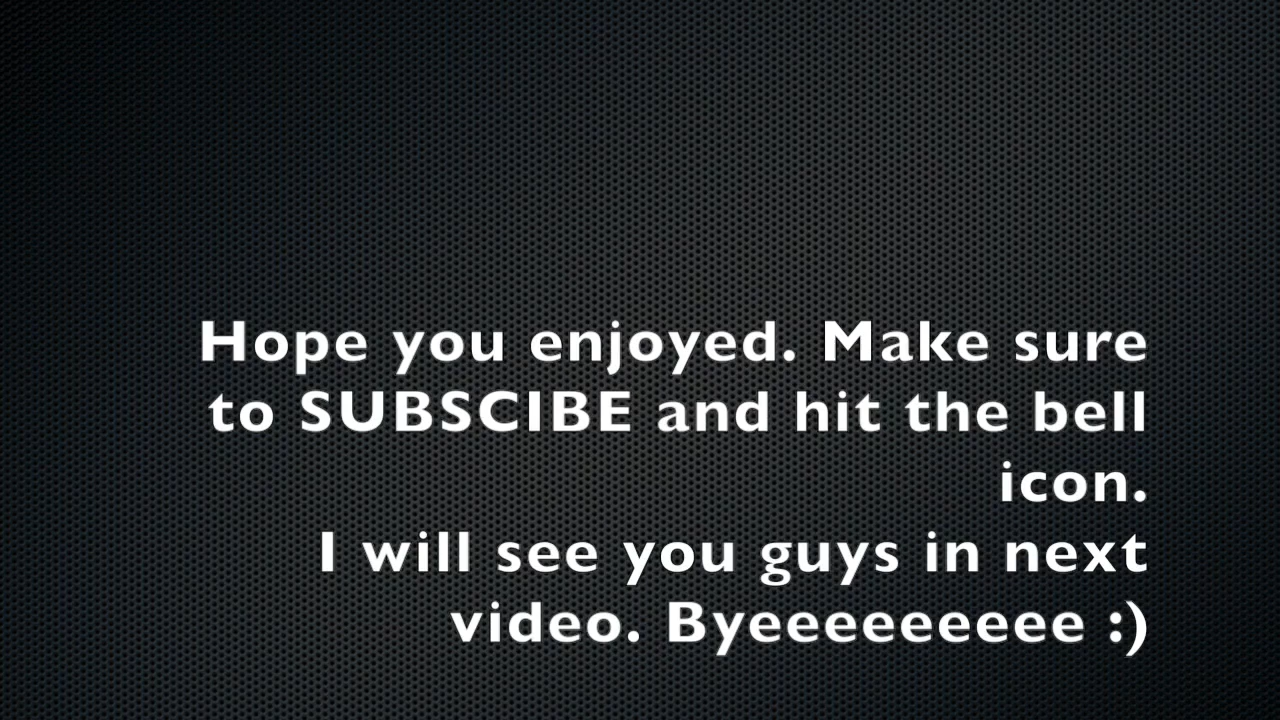 Hope you enjoyed. Make sure
to SUBSCIBE and hit the bell
icon.
I will see you guys in next
video. Byeeeeeeeee :)